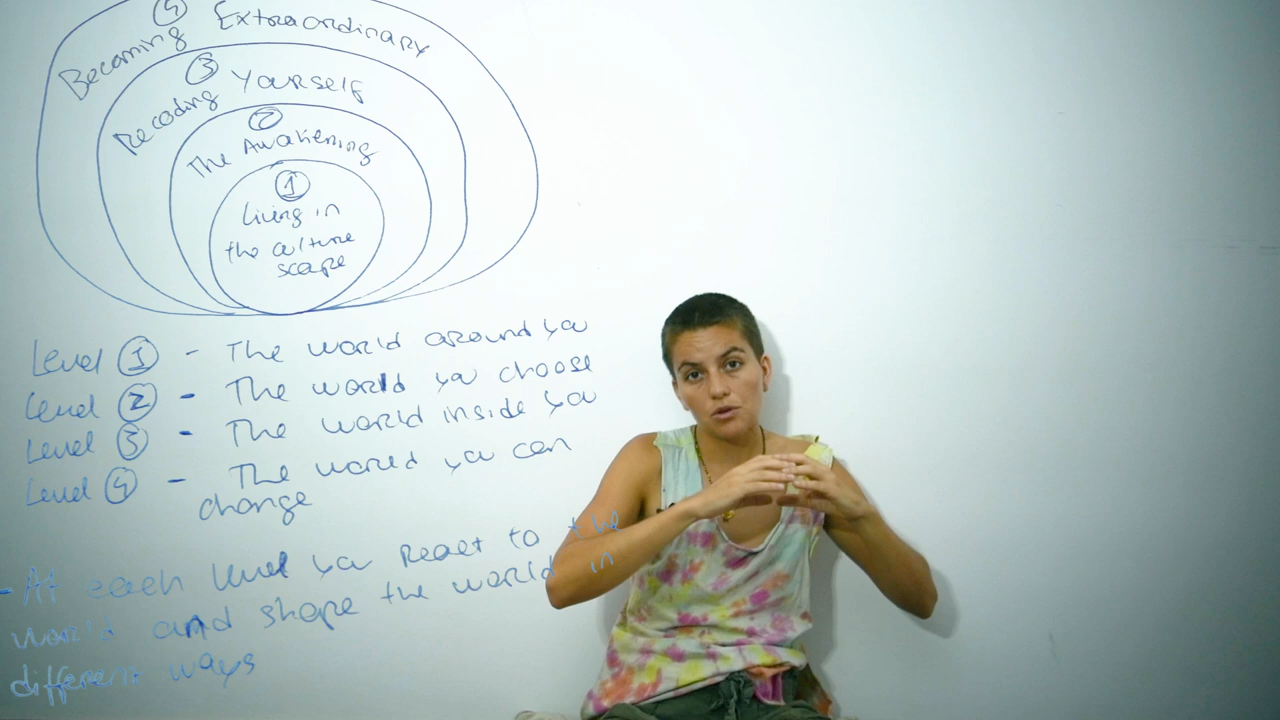 4
Becoming Extraordinary
3
Recoding Yourself
2
The Awakening
1
Living in
the culture
scape
Level 1 - The world around you
Level 2 - The world you choose
Level 3 - The world inside you
Level 4 - The world you can
change
- At each level you React to the
world and shape the world in
different ways